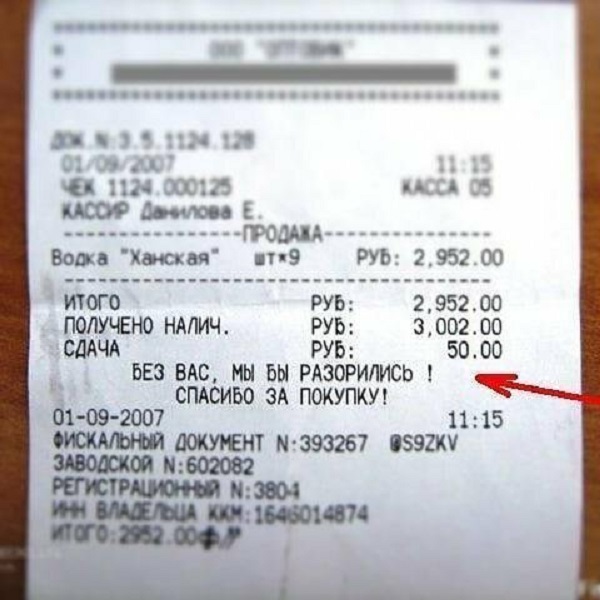 ООО "ОПТОВИК"
ДОК.N:3.5.1124.128
01/09/2007 11:15
ЧЕК 1124.000125 КАССА 05
КАССИР Данилова Е.
ПРОДАЖА
Водка "Ханская" шт*9 РУБ: 2,952.00
ИТОГО РУБ: 2,952.00
ПОЛУЧЕНО НАЛИЧ. РУБ: 3,002.00
СДАЧА РУБ: 50.00
БЕЗ ВАС, МЫ БЫ РАЗОРИЛИСЬ !
СПАСИБО ЗА ПОКУПКУ!
01-09-2007 11:15
ФИСКАЛЬНЫЙ ДОКУМЕНТ N:393267 @S9ZKV
ЗАВОДСКОЙ N:602082
РЕГИСТРАЦИОННЫЙ N:3804
ИНН ВЛАДЕЛЬЦА ККМ:1646014874
ИТОГО:2952.00